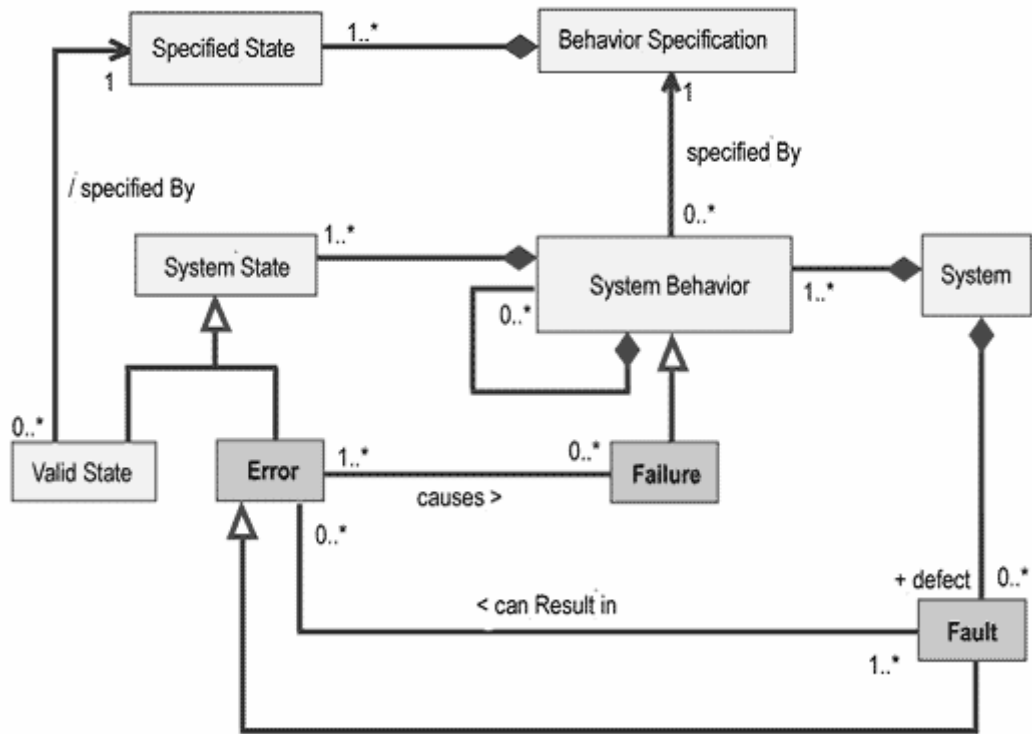 Specified State
1..*
Behavior Specification
1
1
/ specified By
specified By
0..*
1..*
System State
System Behavior
System
0..*
1..*
0..*
Valid State
Error
1..*
0..*
Failure
causes >
0..*
+ defect
0..*
< can Result in
Fault
1..*